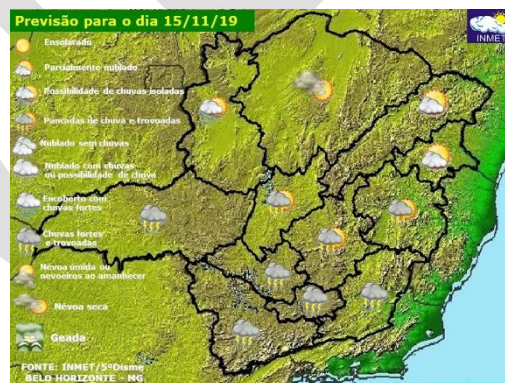 Previsão para o dia 15/11/19
INMET
Ensolarado
Parcialmente nublado
Possibilidade de chuvas isoladas
Pancadas de chuva e trovoadas
Nublado sem chuvas
Nublado com chuvas
ou possibilidade de chuva
Encoberto com
chuvas fortes
Chuvas fortes
e trovoadas
Névoa úmida ou
nevoeiros ao amanhecer
Névoa seca
Geada
FONTE: INMET/5ºDisme
BELO HORIZONTE - MG